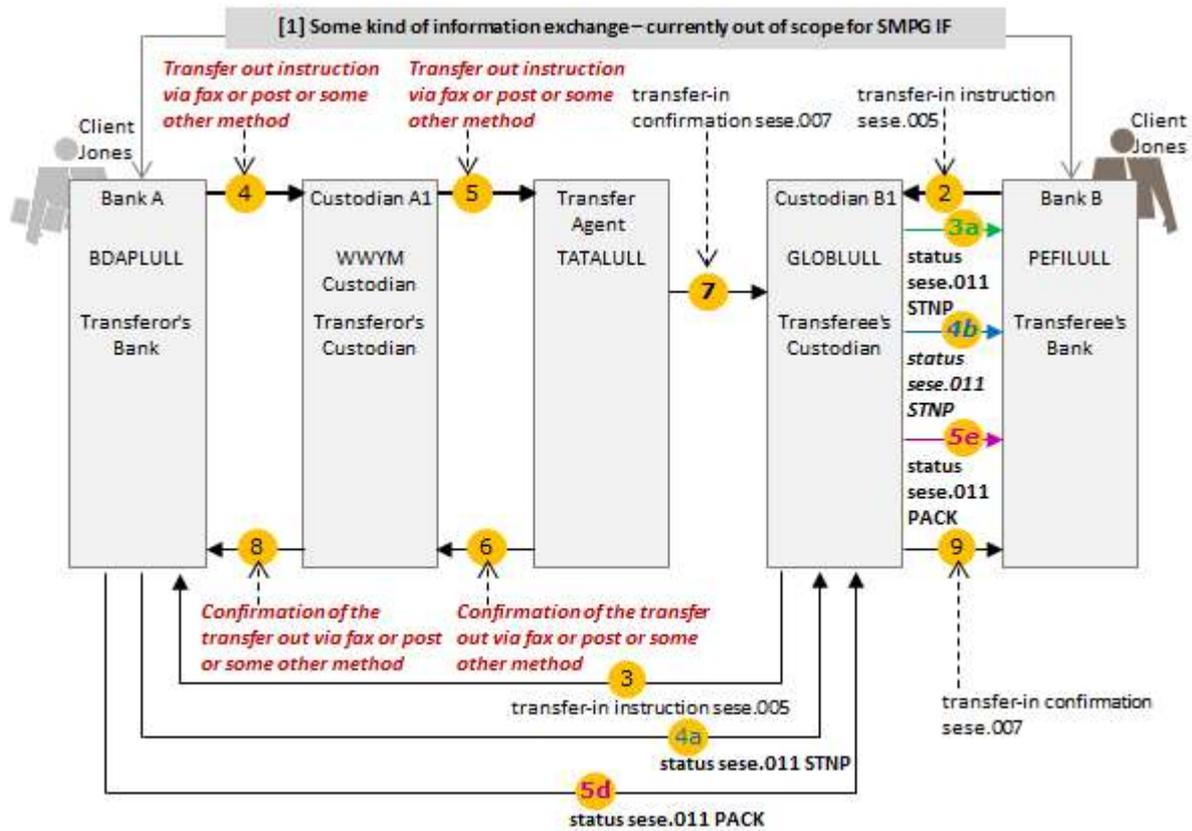 [1] Some kind of information exchange – currently out of scope for SMPG IF
Transfer out instruction
via fax or post or some
other method
Transfer out instruction
via fax or post or some
other method
transfer-in
confirmation sese.007
transfer-in instruction
sese.005
Client
Jones
Client
Jones
Bank A
BDAPLULL
Transferor's
Bank
4
Custodian A1
WWYM
Custodian
Transferor's
Custodian
5
Transfer
Agent
TATALULL
7
Custodian B1
GLOBLULL
Transferee's
Custodian
2
3a
status
sese.011
STNP
4b
status
sese.011
STNP
5e
status
sese.011
PACK
9
Bank B
PEFILULL
Transferee's
Bank
8
6
Confirmation of the
transfer out via fax or post
or some other method
Confirmation of the transfer
out via fax or post or some
other method
3
transfer-in instruction sese.005
transfer-in confirmation
sese.007
4a
status sese.011 STNP
5d
status sese.011 PACK